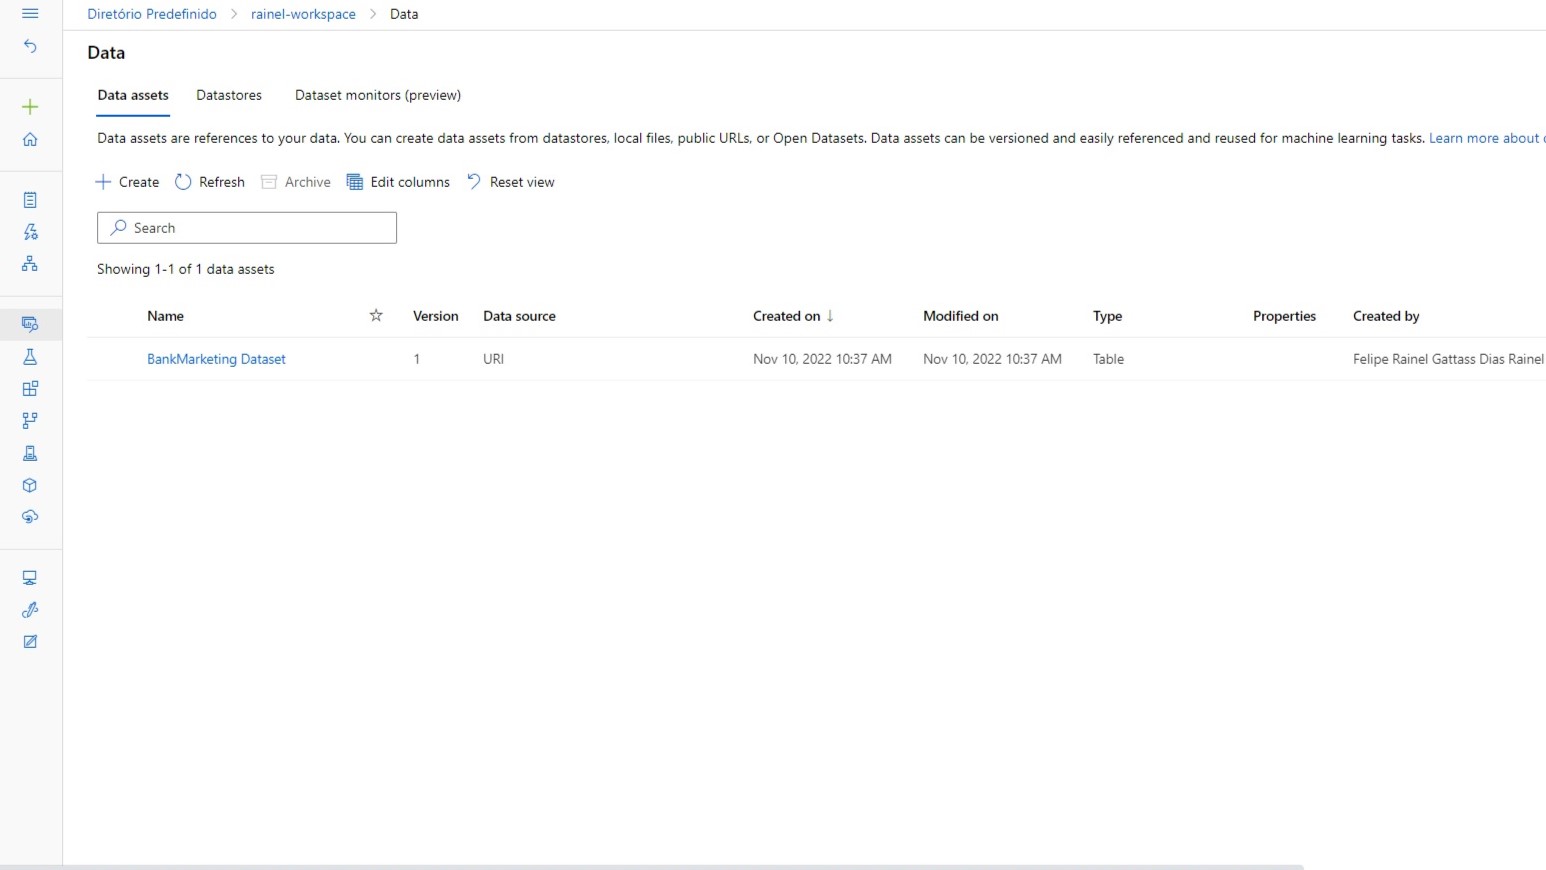 Diretório Predefinido > rainel-workspace > Data
Data
Data assets Datastores Dataset monitors (preview)
Data assets are references to your data. You can create data assets from datastores, local files, public URLs, or Open Datasets. Data assets can be versioned and easily referenced and reused for machine learning tasks. Learn more about
Create Refresh Archive Edit columns Reset view
Search
Showing 1-1 of 1 data assets
Name Version Data source Created on ↓ Modified on Type Properties Created by
BankMarketing Dataset 1 URI Nov 10, 2022 10:37 AM Nov 10, 2022 10:37 AM Table Felipe Rainel Gattass Dias Rainel